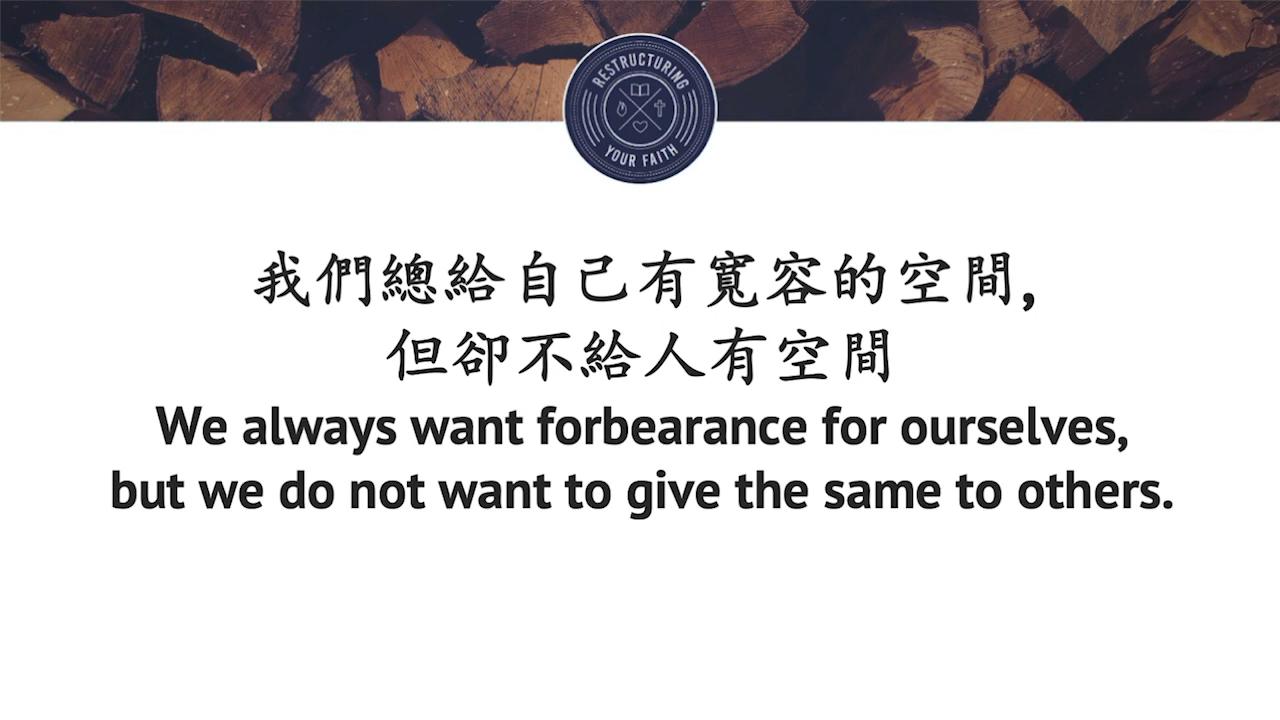 RESTRUCTURING
YOUR FAITH
我們總給自己有寬容的空間,
但卻不給人有空間
We always want forbearance for ourselves,
but we do not want to give the same to others.